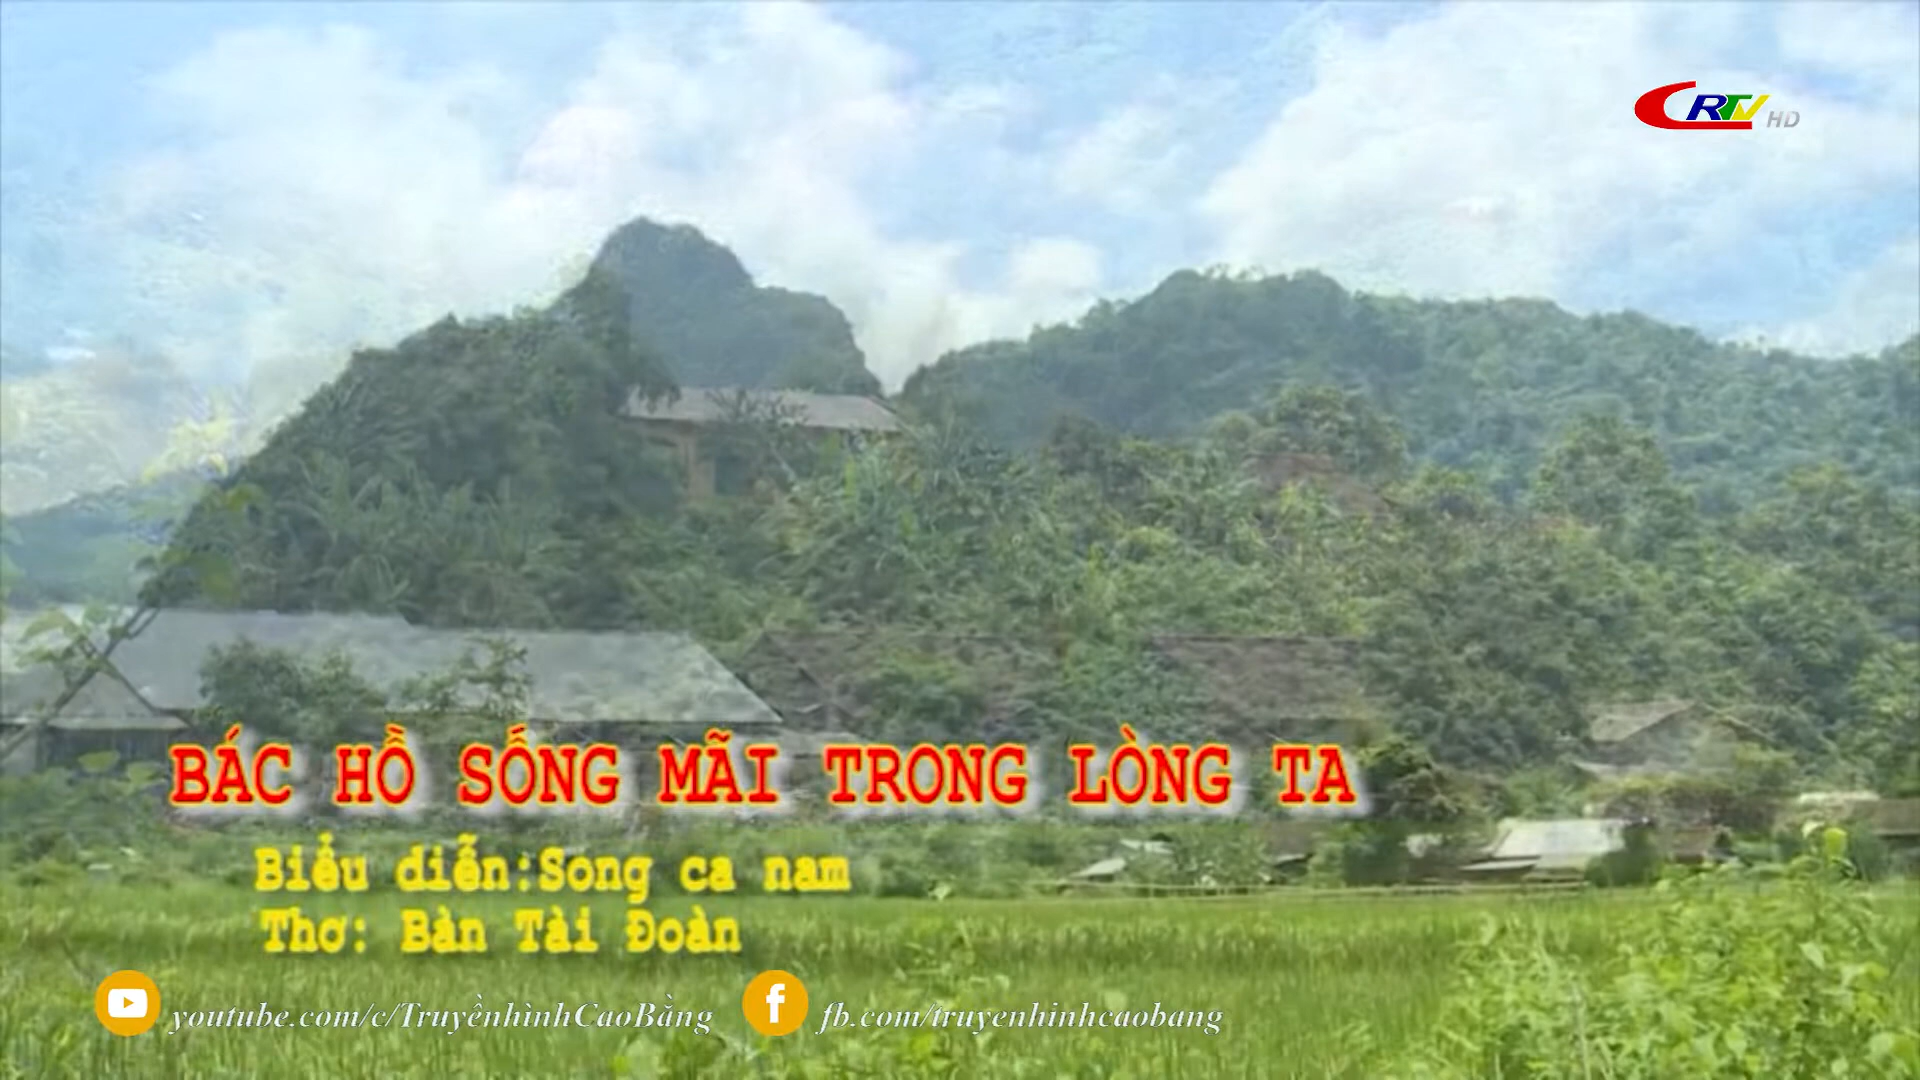 CRTV HD
BÁC HỒ SỐNG MÃI TRONG LÒNG TA
Biểu diễn:Song ca nam
Thơ: Bàn Tài Đoàn
youtube.com/c/TruyềnhìnhCaoBằng
fb.com/truyenhinhcaobang